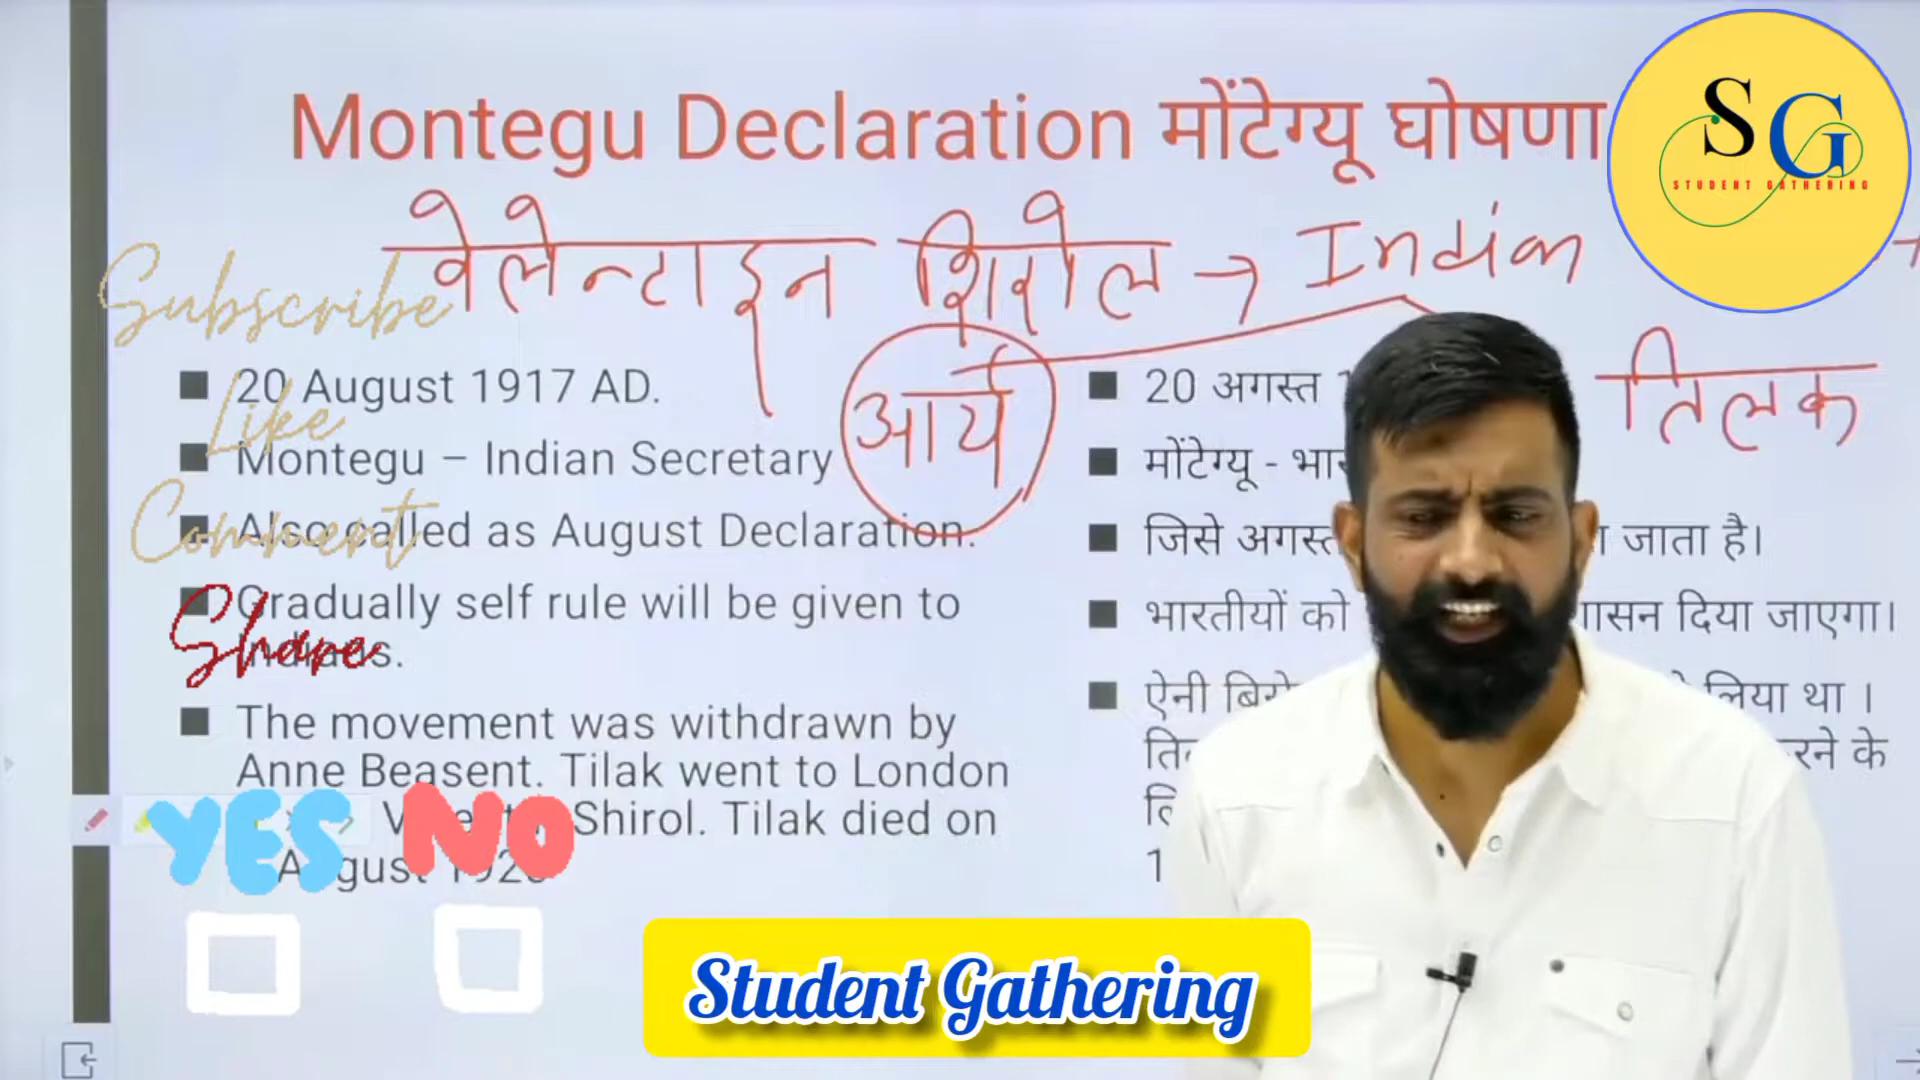 Montegu Declaration मोंटेग्यू घोषणा
SG
STUDENT GATHERING
वेलेन्टाइन शिरोल → Indian
Subscribe
Like
Comment
Share
आर्य
तिलक
20 August 1917 AD.
Montegu – Indian Secretary
Also called as August Declaration.
Gradually self rule will be given to
Indians.
The movement was withdrawn by
Anne Beasent. Tilak went to London
Shirol. Tilak died on
August 192
20 अगस्त
मोंटेग्यू -
जिसे अगस्त जाता है।
भारतीयों को दिया जाएगा।
ऐनी लिया था ।
के
YES NO
Student Gathering